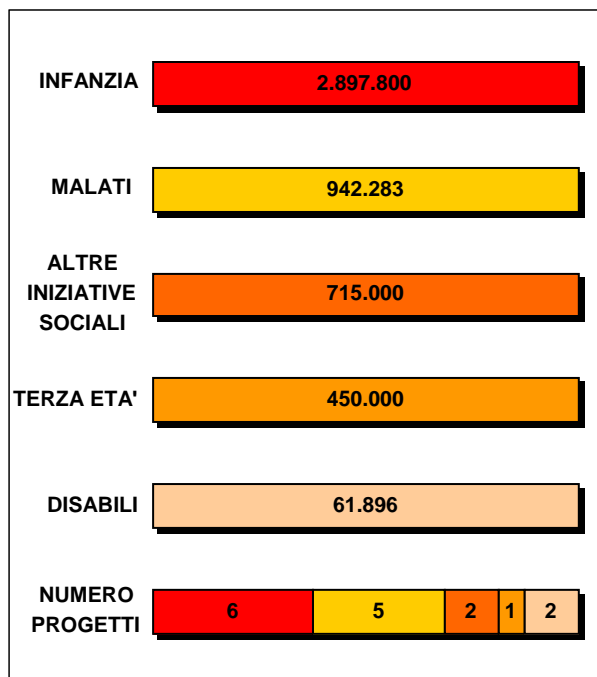 INFANZIA
2.897.800
MALATI
942.283
ALTRE
INIZIATIVE
SOCIALI
715.000
TERZA ETA'
450.000
DISABILI
61.896
NUMERO
PROGETTI
6 5 2 1 2